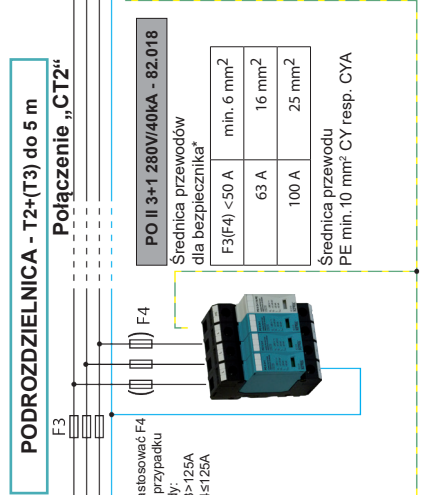 PODROZDZIELNICA - T2+(T3) do 5 m
Połączenie „CT2“
F3
F4
PO II 3+1 280V/40kA - 82.018
Średnica przewodów
dla bezpiecznika*
F3(F4) <50 A min. 6 mm²
63 A 16 mm²
100 A 25 mm²
Średnica przewodu
PE min.10 mm² CY resp. CYA
F4
przypadku
>125A
≤125A